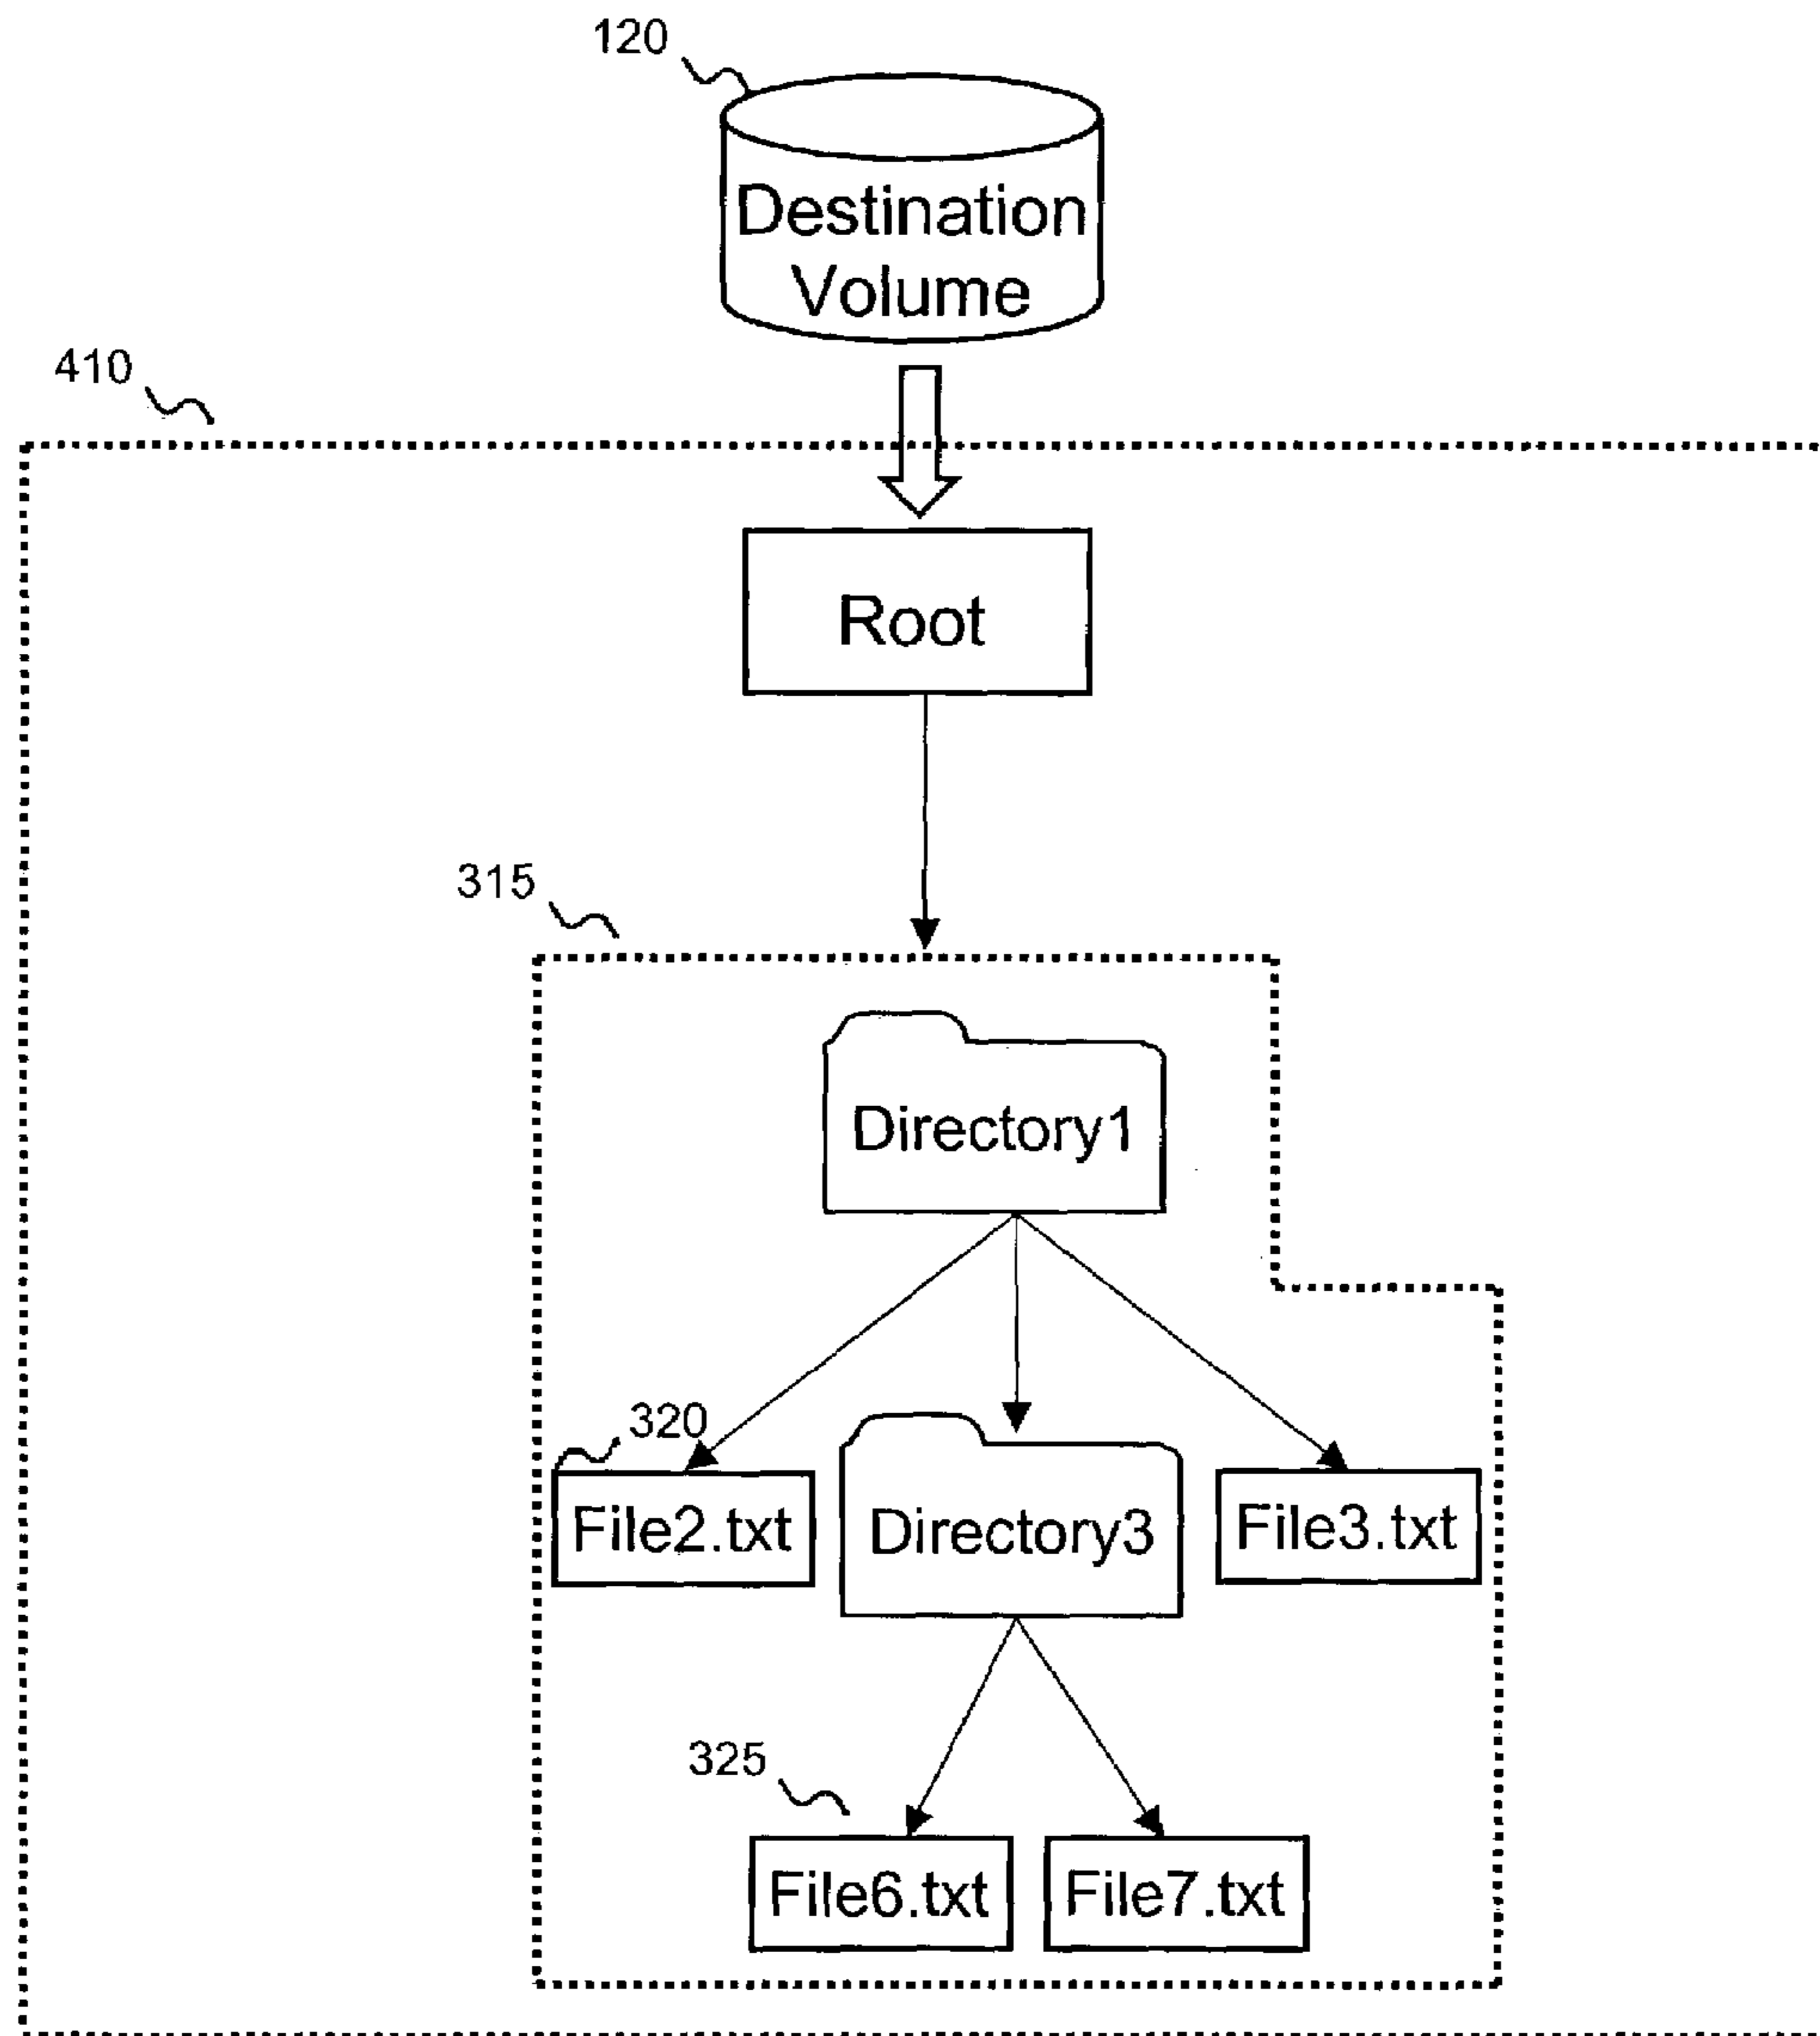 120
Destination
Volume
410
Root
315
Directory1
320
File2.txt
Directory3
File3.txt
325
File6.txt
File7.txt